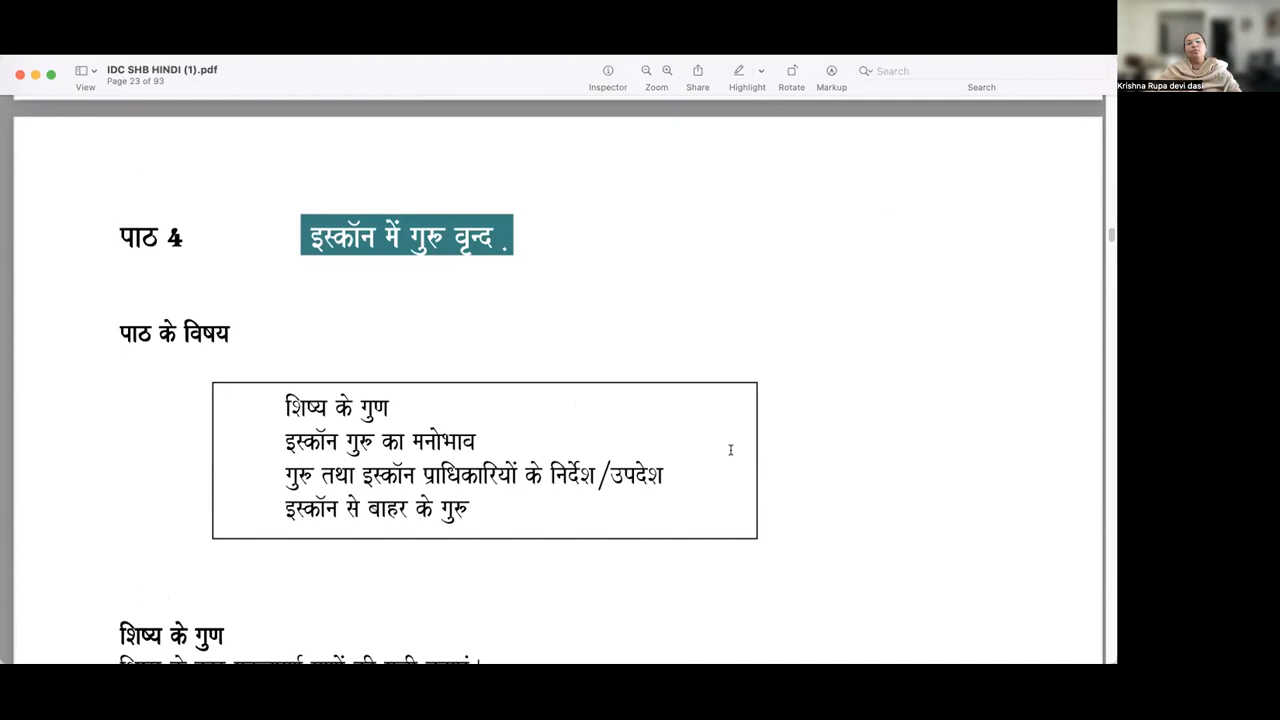 IDC SHB HINDI (1).pdf
Page 23 of 93
View
Inspector
Zoom
Share
Highlight
Rotate
Markup
Search
Search
Krishna Rupa devi dasi
पाठ 4
इस्कॉन में गुरु वृन्द .
पाठ के विषय
शिष्य के गुण
इस्कॉन गुरु का मनोभाव
गुरु तथा इस्कॉन प्राधिकारियों के निर्देश/उपदेश
इस्कॉन से बाहर के गुरु
शिष्य के गुण